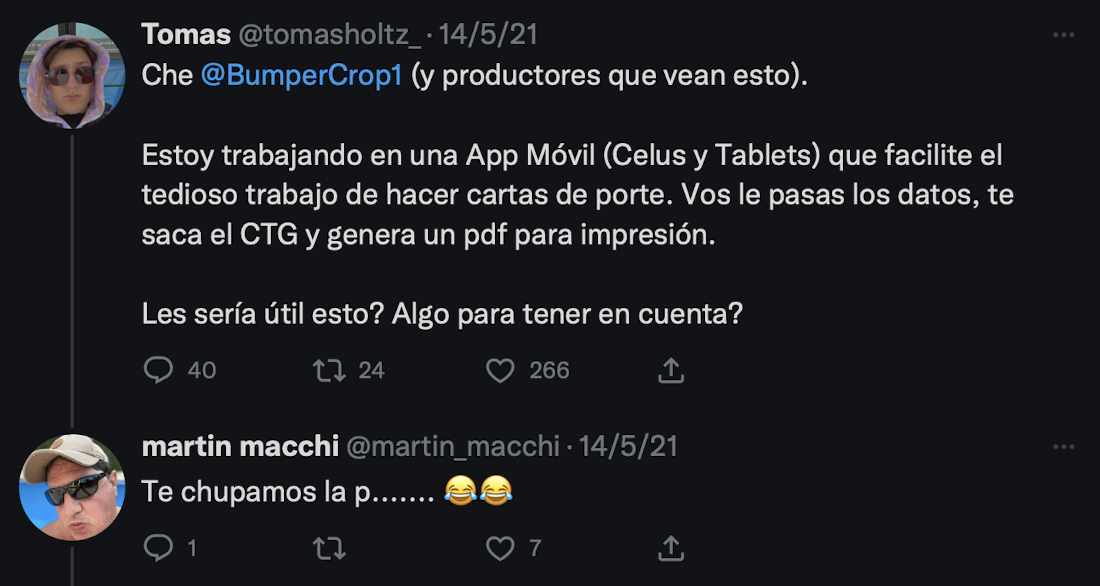 Tomas @tomasholtz_ · 14/5/21
Che @BumperCrop1 (y productores que vean esto).
Estoy trabajando en una App Móvil (Celus y Tablets) que facilite el
tedioso trabajo de hacer cartas de porte. Vos le pasas los datos, te
saca el CTG y genera un pdf para impresión.
Les sería útil esto? Algo para tener en cuenta?
40 24 266
martin macchi @martin_macchi · 14/5/21
Te chupamos la p....... 😂😂
1 7